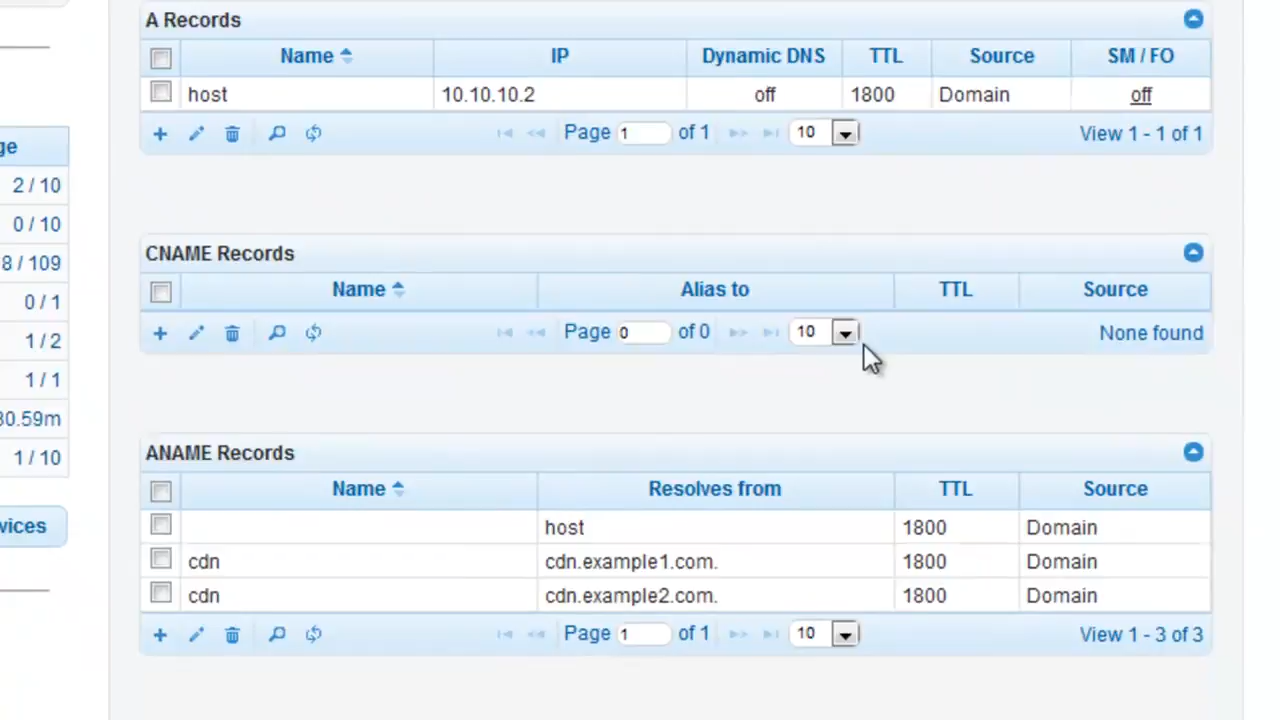 A Records
Name IP Dynamic DNS TTL Source SM / FO
host 10.10.10.2 off 1800 Domain off
Page 1 of 1 10 View 1 - 1 of 1
ge
2 / 10
0 / 10
8 / 109
0 / 1
1 / 2
1 / 1
30.59m
1 / 10
vices
CNAME Records
Name Alias to TTL Source
Page 0 of 0 10 None found
ANAME Records
Name Resolves from TTL Source
host 1800 Domain
cdn cdn.example1.com. 1800 Domain
cdn cdn.example2.com. 1800 Domain
Page 1 of 1 10 View 1 - 3 of 3